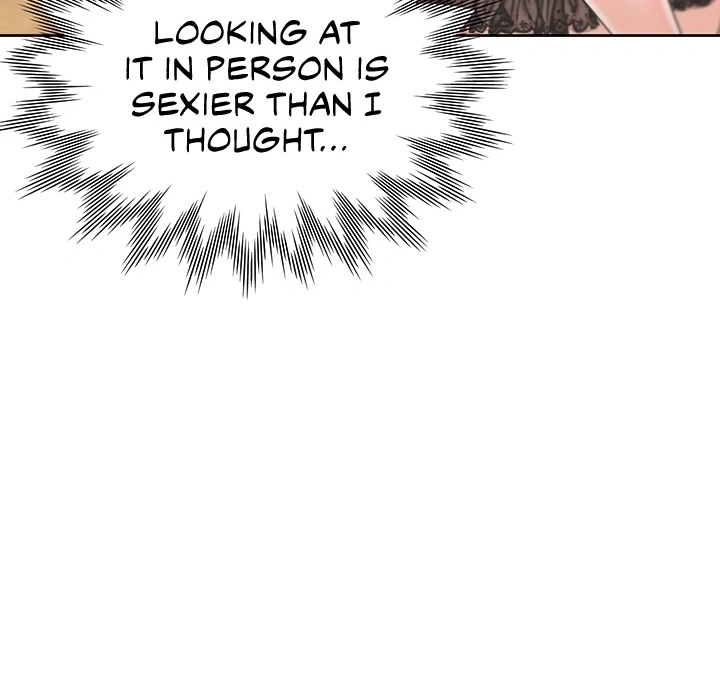 LOOKING AT
IT IN PERSON IS
SEXIER THAN I
THOUGHT...